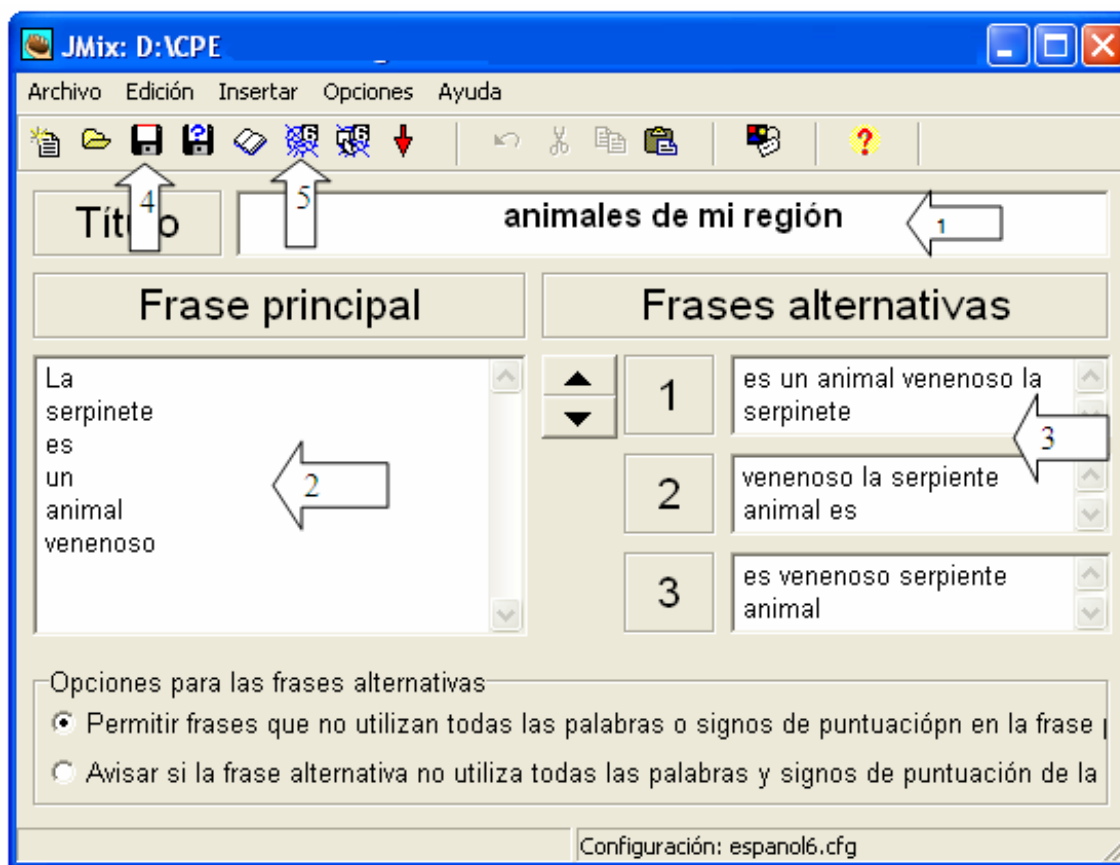 JMix: D:\CPE
Archivo Edición Insertar Opciones Ayuda
4
5
Título
animales de mi región
1
Frase principal
Frases alternativas
La
serpinete
es
un
animal
venenoso
2
1
es un animal venenoso la
serpinete
3
2
venenoso la serpiente
animal es
3
es venenoso serpiente
animal
Opciones para las frases alternativas
Permitir frases que no utilizan todas las palabras o signos de puntuaciópn en la frase
Avisar si la frase alternativa no utiliza todas las palabras y signos de puntuación de la
Configuración: espanol6.cfg